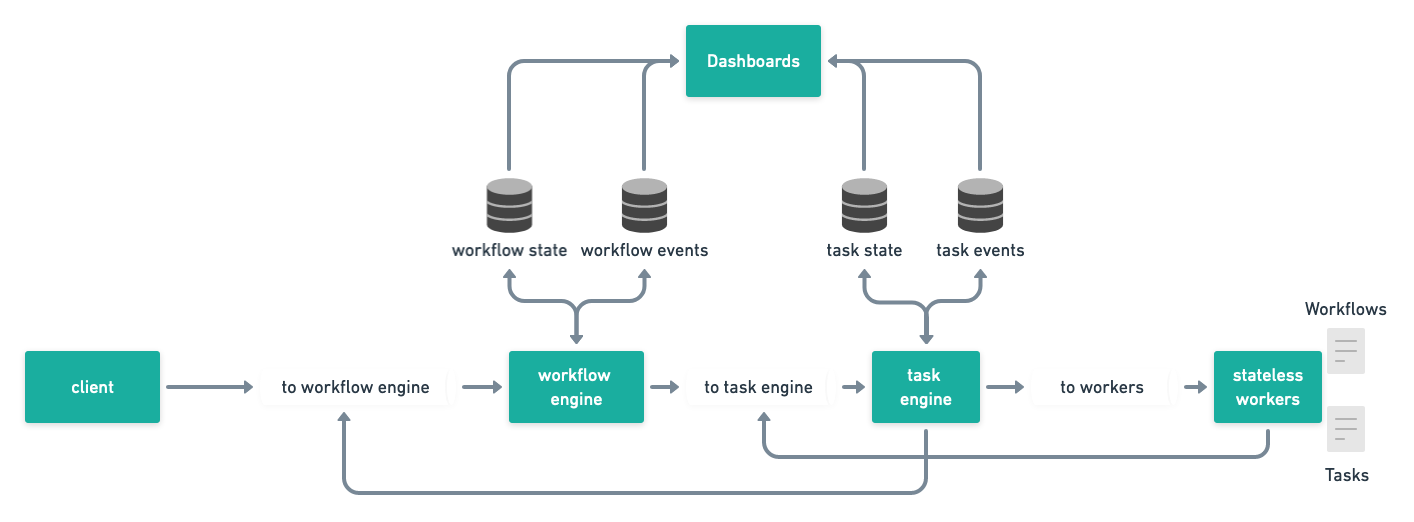 Dashboards
workflow state
workflow events
task state
task events
Workflows
client
to workflow engine
workflow
engine
to task engine
task
engine
to workers
stateless
workers
Tasks